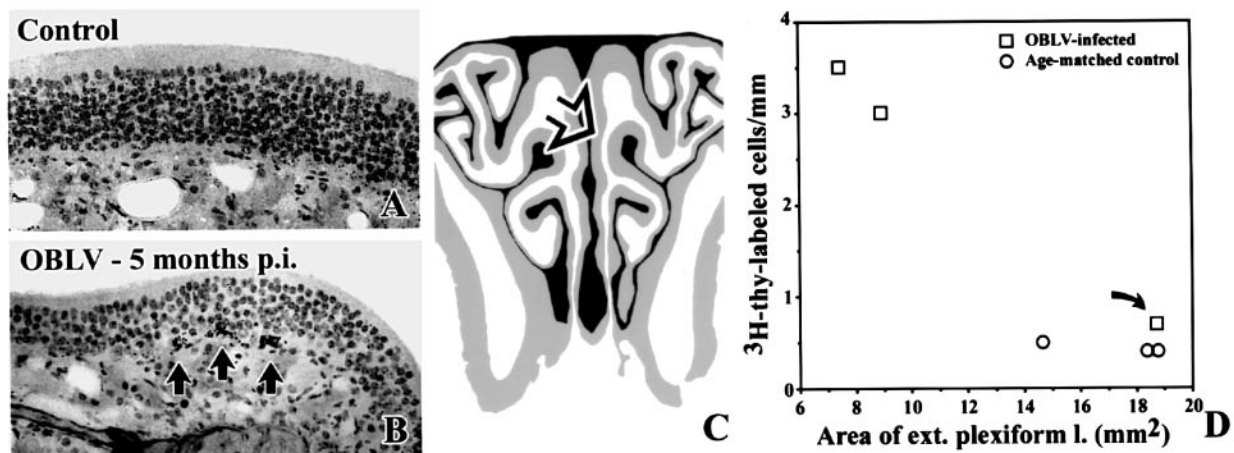 Control
A
OBLV - 5 months p.i.
B
C
3H-thy-labeled cells/mm
4
3
2
1
0
OBLV-infected
Age-matched control
6 8 10 12 14 16 18 20
Area of ext. plexiform l. (mm2)
D